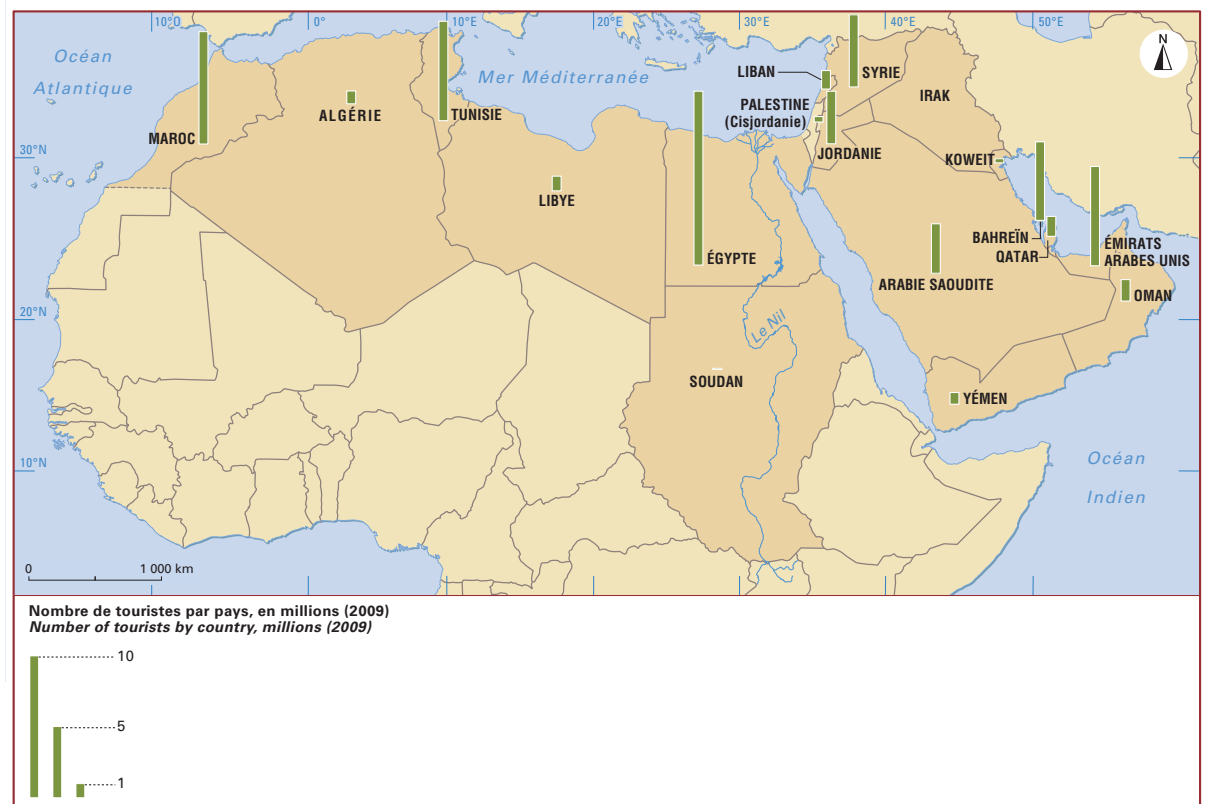 10°O
0°
10°E
20°E
30°E
40°E
50°E
N
Océan
Atlantique
Mer Méditerranée
LIBAN
SYRIE
IRAK
PALESTINE
(Cisjordanie)
ALGÉRIE
TUNISIE
MAROC
JORDANIE
KOWEIT
30°N
LIBYE
ÉGYPTE
BAHREÏN
QATAR
ÉMIRATS
ARABES UNIS
ARABIE SAOUDITE
OMAN
20°N
Le Nil
SOUDAN
YÉMEN
10°N
Océan
Indien
0 1 000 km
Nombre de touristes par pays, en millions (2009)
Number of tourists by country, millions (2009)
10
5
1